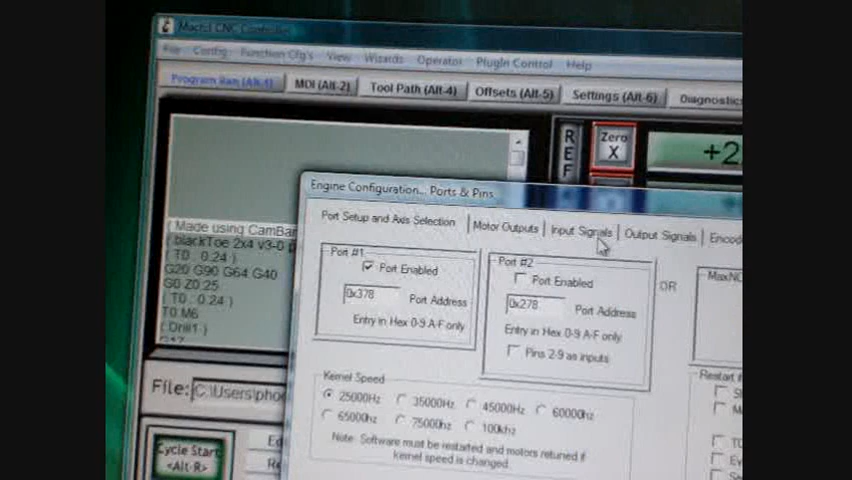 Mach3 CNC Controller
File Config Function Cfg's View Wizards Operator PlugIn Control Help
Program Run (Alt-1) MDI (Alt-2) Tool Path (Alt-4) Offsets (Alt-5) Settings (Alt-6) Diagnostics
REF
Zero
X
+2
Engine Configuration... Ports & Pins
Port Setup and Axis Selection Motor Outputs Input Signals Output Signals Encod
( Made using CamBa
( blackToe 2x4 v3-0 p
( T0 : 0.24 )
G20 G90 G64 G40
G0 Z0.25
( T0 : 0.24 )
T0 M6
( Drill1 )
G17
Port #1
Port Enabled
0x378 Port Address
Entry in Hex 0-9 A-F only
Port #2
Port Enabled
0x278 Port Address
Entry in Hex 0-9 A-F only
Pins 2-9 as inputs
OR
MaxNC
Restart if
Kernel Speed
25000Hz 35000Hz 45000Hz 60000hz
65000hz 75000hz 100khz
Note: Software must be restarted and motors retuned if
kernel speed is changed.
File: C:\Users\pho
Cycle Start
<Alt-R>
Ed
Re